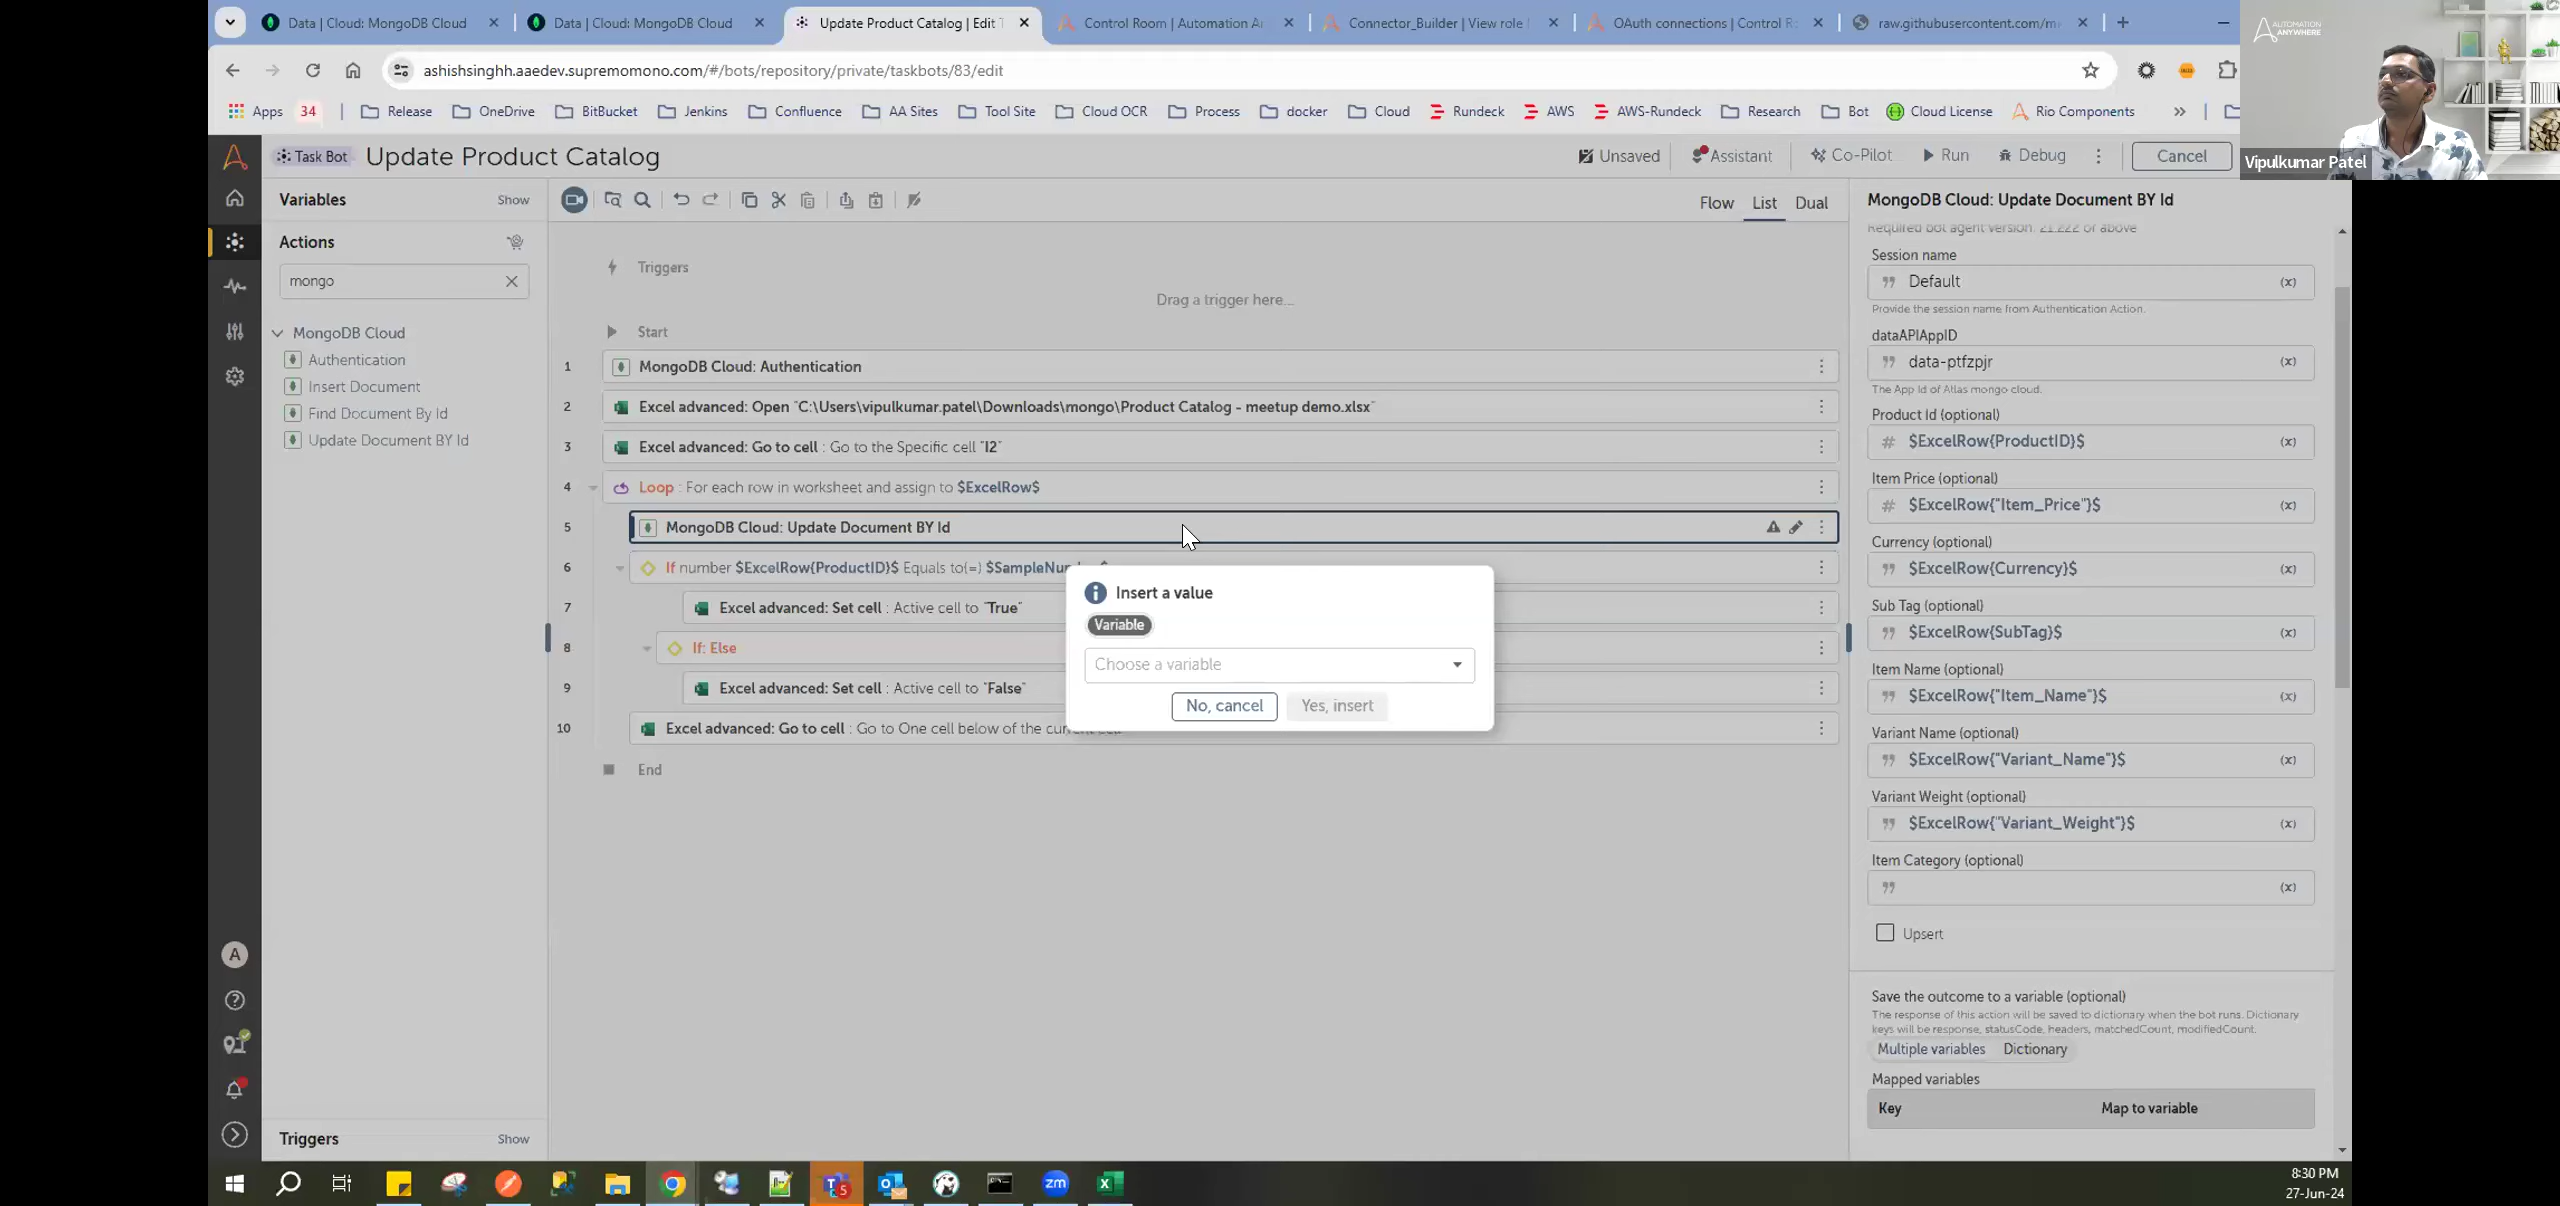 Data | Cloud: MongoDB Cloud
Data | Cloud: MongoDB Cloud
Update Product Catalog | Edit
Control Room | Automation A
Connector_Builder | View role
OAuth connections | Control R
raw.githubusercontent.com/m
ashishsinghh.aaedev.supremomono.com/#/bots/repository/private/taskbots/83/edit
Apps
34
Release
OneDrive
BitBucket
Jenkins
Confluence
AA Sites
Tool Site
Cloud OCR
Process
docker
Cloud
Rundeck
AWS
AWS-Rundeck
Research
Bot
Cloud License
Rio Components
AUTOMATION ANYWHERE
Vipulkumar Patel
Task Bot
Update Product Catalog
Unsaved
Assistant
Co-Pilot
Run
Debug
Cancel
Variables
Show
Actions
mongo
MongoDB Cloud
Authentication
Insert Document
Find Document By Id
Update Document BY Id
Triggers
Show
Flow
List
Dual
Triggers
Drag a trigger here...
Start
1 MongoDB Cloud: Authentication
2 Excel advanced: Open "C:\Users\vipulkumar.patel\Downloads\mongo\Product Catalog - meetup demo.xlsx"
3 Excel advanced: Go to cell : Go to the Specific cell "I2"
4 Loop : For each row in worksheet and assign to $ExcelRow$
5 MongoDB Cloud: Update Document BY Id
6 If number $ExcelRow{ProductID}$ Equals to(=) $SampleNu
7 Excel advanced: Set cell : Active cell to "True"
8 If: Else
9 Excel advanced: Set cell : Active cell to "False"
10 Excel advanced: Go to cell : Go to One cell below of the current cell
End
Insert a value
Variable
Choose a variable
No, cancel
Yes, insert
MongoDB Cloud: Update Document BY Id
Required bot agent version: 21.222 or above
Session name
Default
(x)
Provide the session name from Authentication Action.
dataAPIAppID
data-ptfzpjr
(x)
The App Id of Atlas mongo cloud.
Product Id (optional)
# $ExcelRow{ProductID}$
(x)
Item Price (optional)
# $ExcelRow{"Item_Price"}$
(x)
Currency (optional)
$ExcelRow{Currency}$
(x)
Sub Tag (optional)
$ExcelRow{SubTag}$
(x)
Item Name (optional)
$ExcelRow{"Item_Name"}$
(x)
Variant Name (optional)
$ExcelRow{"Variant_Name"}$
(x)
Variant Weight (optional)
$ExcelRow{"Variant_Weight"}$
(x)
Item Category (optional)
(x)
Upsert
Save the outcome to a variable (optional)
The response of this action will be saved to dictionary when the bot runs. Dictionary
keys will be response, statusCode, headers, matchedCount, modifiedCount.
Multiple variables
Dictionary
Mapped variables
Key
Map to variable
8:30 PM
27-Jun-24